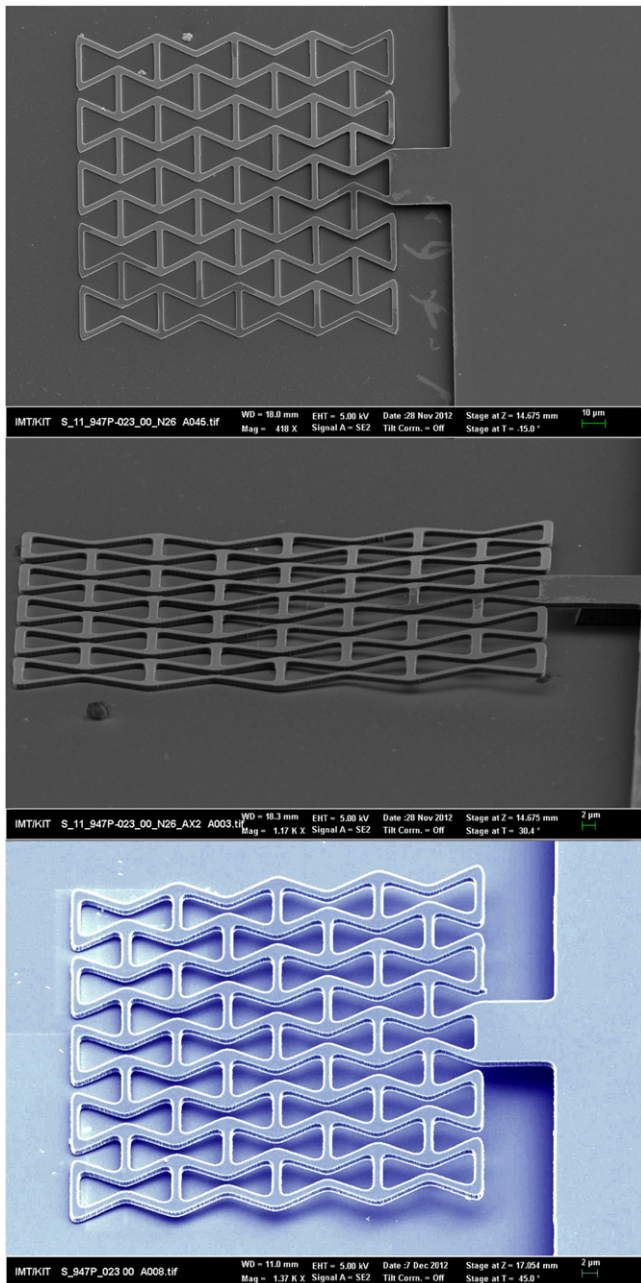 IMT/KIT S_11_947P-023_00_N26 A045.tif
WD = 18.0 mm EHT = 5.00 kV Date :28 Nov 2012 Stage at Z = 14.675 mm 10 µm
Mag = 418 X Signal A = SE2 Tilt Corrn. = Off Stage at T = -15.0 °
IMT/KIT S_11_947P-023_00_N26_AX2 A003.tif
WD = 18.3 mm EHT = 5.00 kV Date :28 Nov 2012 Stage at Z = 14.675 mm 2 µm
Mag = 1.17 K X Signal A = SE2 Tilt Corrn. = Off Stage at T = 30.4 °
IMT/KIT S_947P_023 00 A008.tif
WD = 11.0 mm EHT = 5.00 kV Date :7 Dec 2012 Stage at Z = 17.054 mm 2 µm
Mag = 1.37 K X Signal A = SE2 Tilt Corrn. = Off Stage at T = 45.0 °